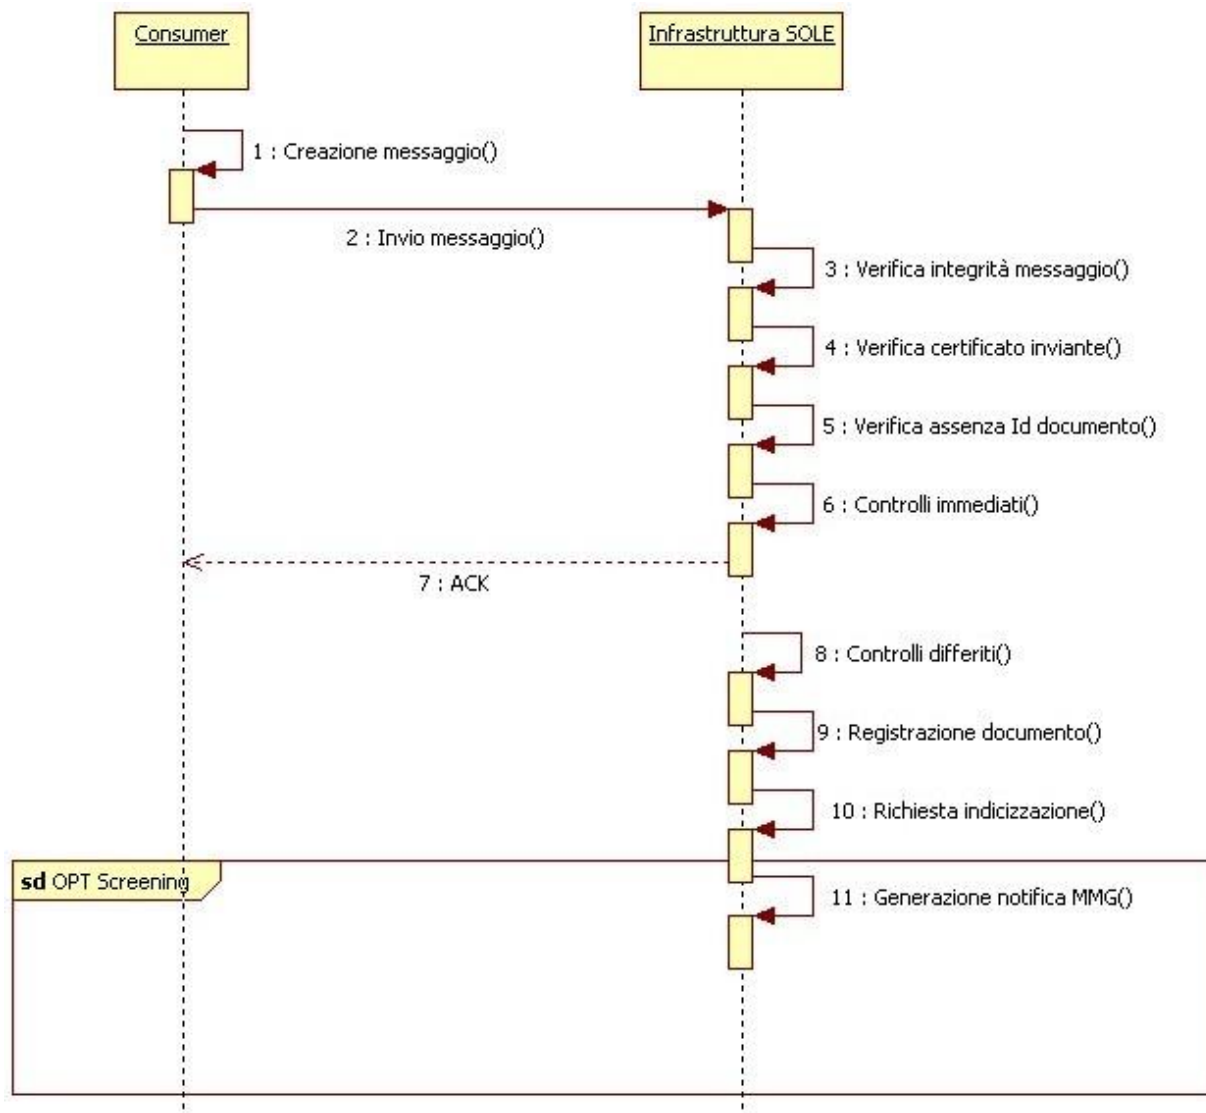 Consumer
Infrastruttura SOLE
1 : Creazione messaggio()
2 : Invio messaggio()
3 : Verifica integrità messaggio()
4 : Verifica certificato inviante()
5 : Verifica assenza Id documento()
6 : Controlli immediati()
7 : ACK
8 : Controlli differiti()
9 : Registrazione documento()
10 : Richiesta indicizzazione()
sd OPT Screening
11 : Generazione notifica MMG()